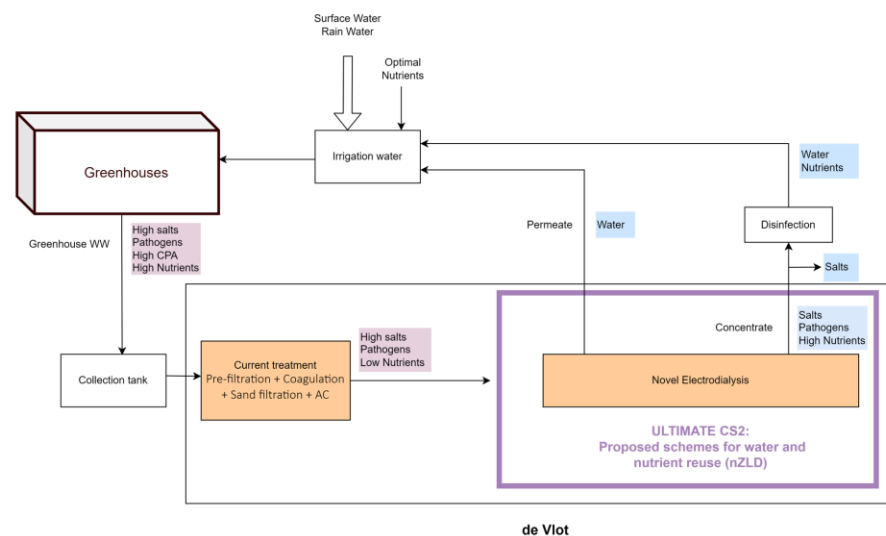 Surface Water
Rain Water
Optimal
Nutrients
Irrigation water
Greenhouses
Water
Nutrients
Disinfection
Permeate
Water
Greenhouse WW
High salts
Pathogens
High CPA
High Nutrients
Salts
Concentrate
Salts
Pathogens
High Nutrients
High salts
Pathogens
Low Nutrients
Collection tank
Current treatment
Pre-filtration + Coagulation
+ Sand filtration + AC
Novel Electrodialysis
ULTIMATE CS2:
Proposed schemes for water and
nutrient reuse (nZLD)
de Vlot